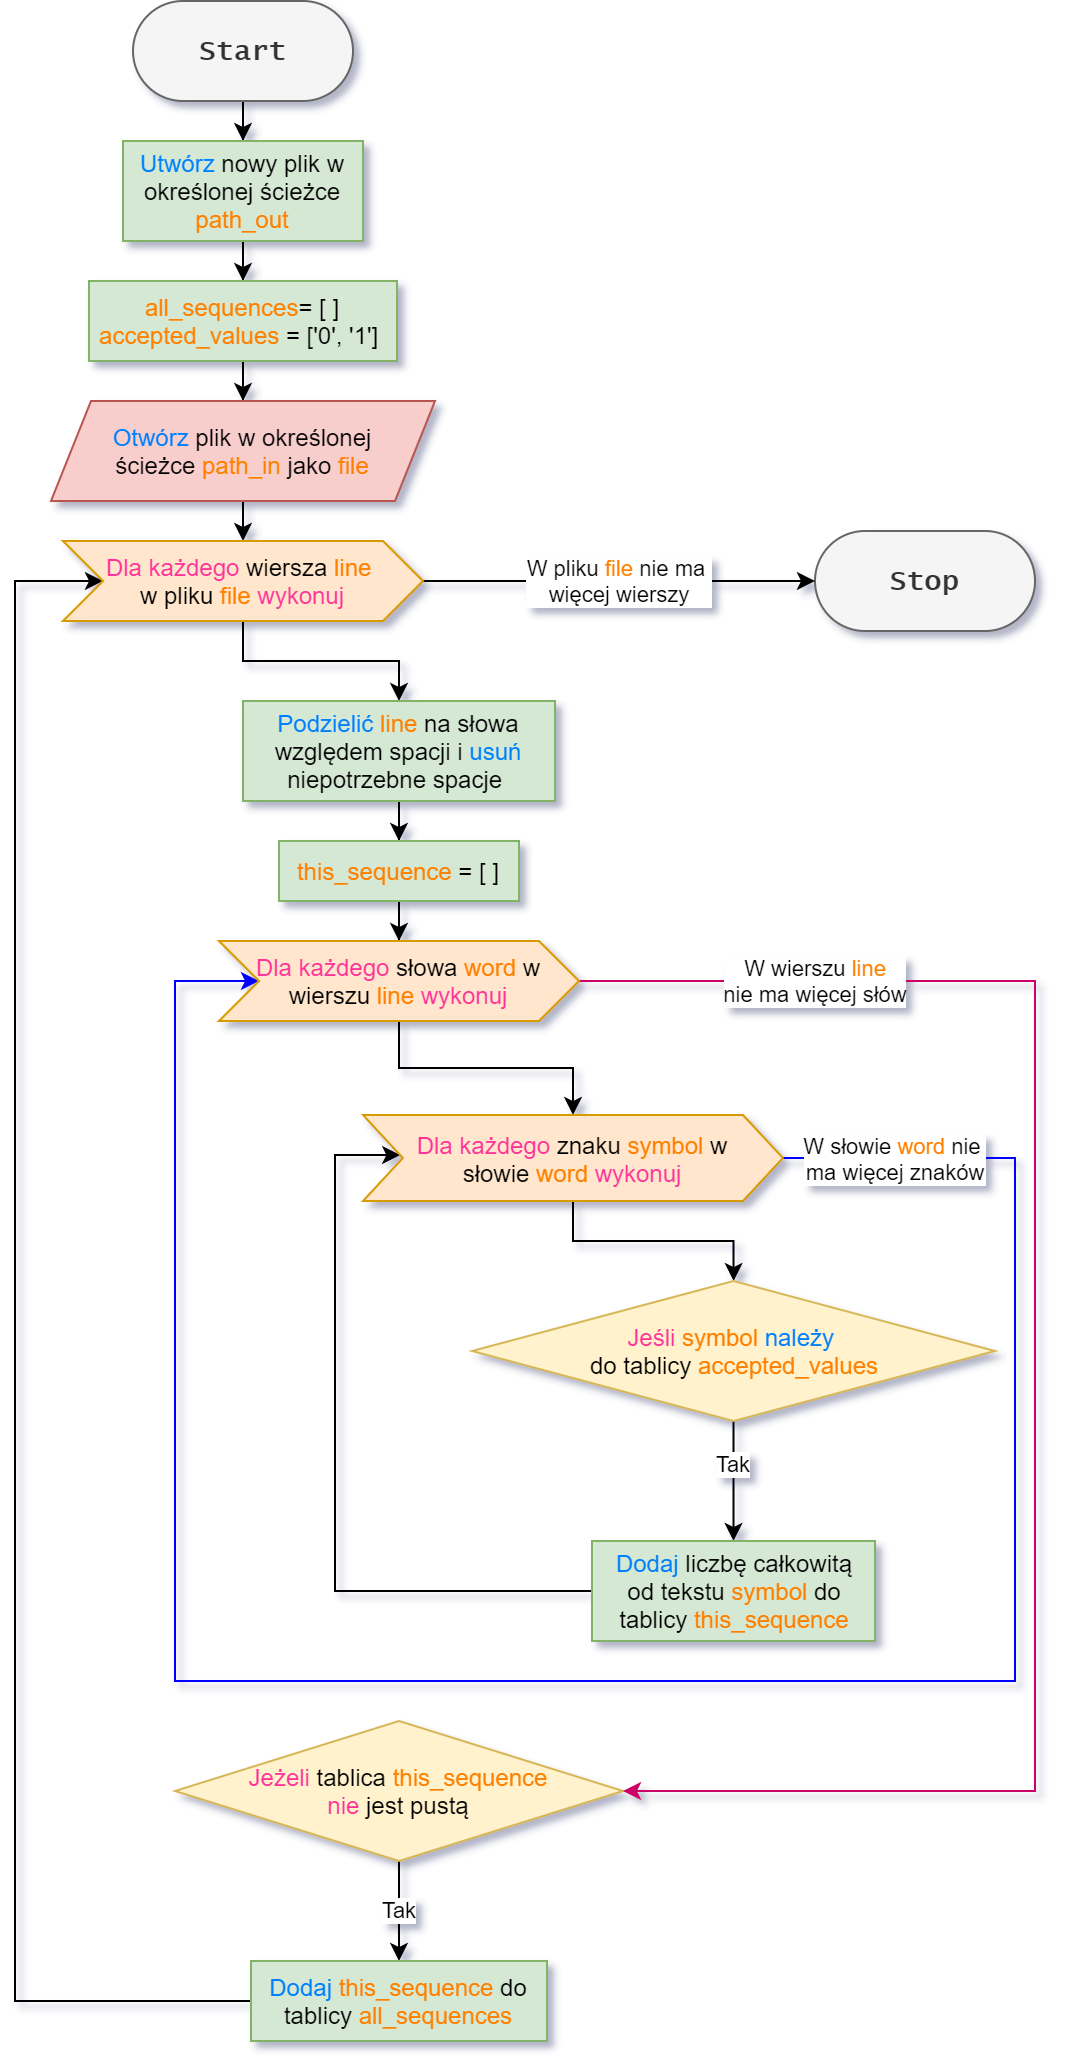 Start
Utwórz nowy plik w
określonej ścieżce
path_out
all_sequences= [ ]
accepted_values = ['0', '1']
Otwórz plik w określonej
ścieżce path_in jako file
Dla każdego wiersza line
w pliku file wykonuj
W pliku file nie ma
więcej wierszy
Stop
Podzielić line na słowa
względem spacji i usuń
niepotrzebne spacje
this_sequence = [ ]
Dla każdego słowa word w
wierszu line wykonuj
W wierszu line
nie ma więcej słów
Dla każdego znaku symbol w
słowie word wykonuj
W słowie word nie
ma więcej znaków
Jeśli symbol należy
do tablicy accepted_values
Tak
Dodaj liczbę całkowitą
od tekstu symbol do
tablicy this_sequence
Jeżeli tablica this_sequence
nie jest pustą
Tak
Dodaj this_sequence do
tablicy all_sequences